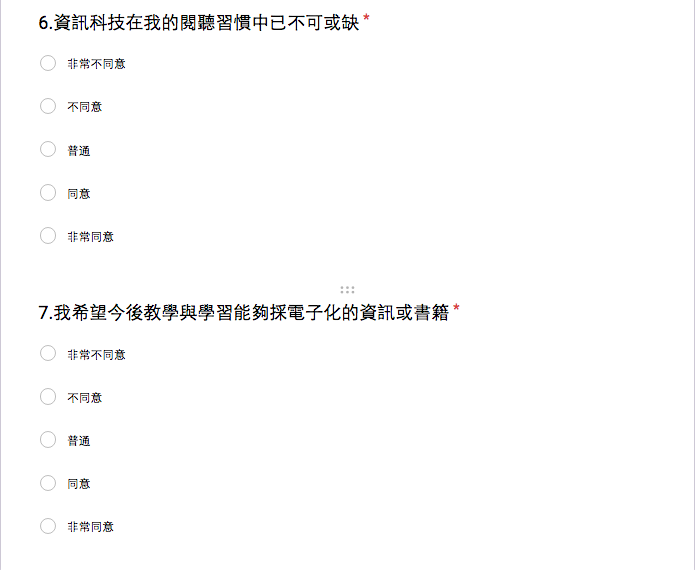 6.資訊科技在我的閱聽習慣中已不可或缺 *
非常不同意
不同意
普通
同意
非常同意
7.我希望今後教學與學習能夠採電子化的資訊或書籍 *
非常不同意
不同意
普通
同意
非常同意